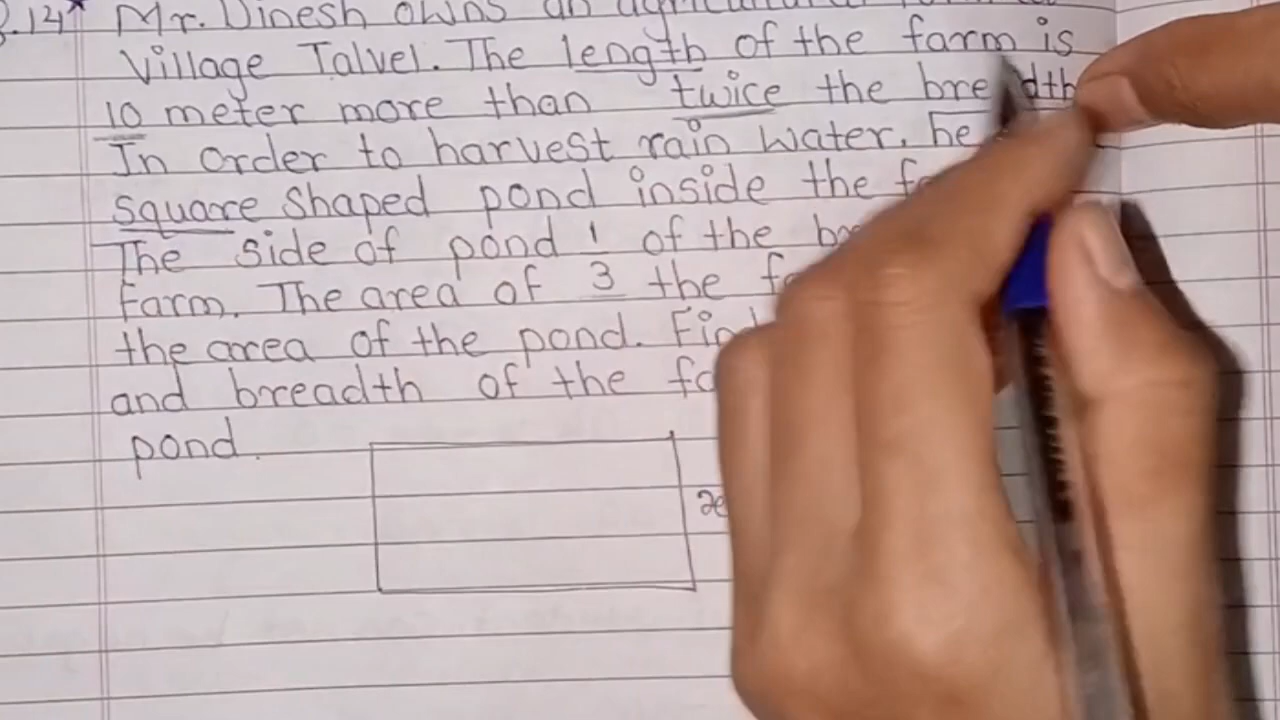 3.14* Mr. Dinesh owns an agricultural
Village Talvel. The length of the farm is
10 meter more than twice the breadth
In order to harvest rain water, he
square shaped pond inside the
The side of pond 1 of the
farm. The area of 3 the
the area of the pond. Find
and breadth of the
pond.
x